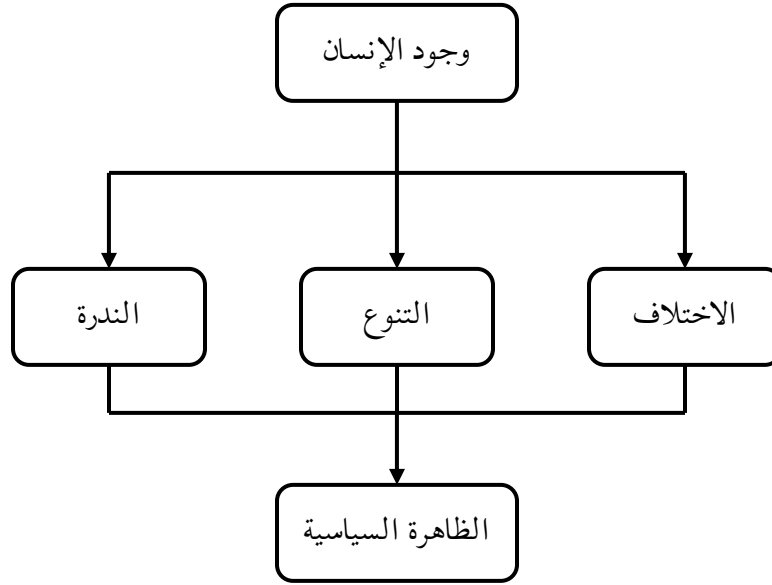 وجود الإنسان
الاختلاف
التنوع
الندرة
الظاهرة السياسية